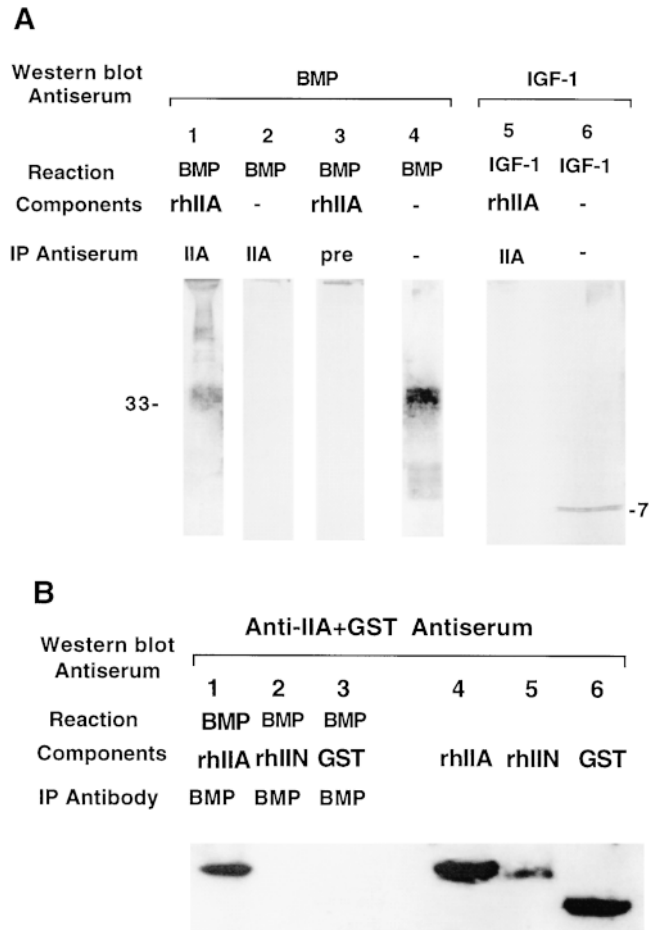 A
Western blot BMP IGF-1
Antiserum
1 2 3 4 5 6
Reaction BMP BMP BMP BMP IGF-1 IGF-1
Components rhIIA - rhIIA - rhIIA -
IP Antiserum IIA IIA pre - IIA -
33-
-7
B
Anti-IIA+GST Antiserum
Western blot
Antiserum
1 2 3 4 5 6
Reaction BMP BMP BMP
Components rhIIA rhIIN GST rhIIA rhIIN GST
IP Antibody BMP BMP BMP